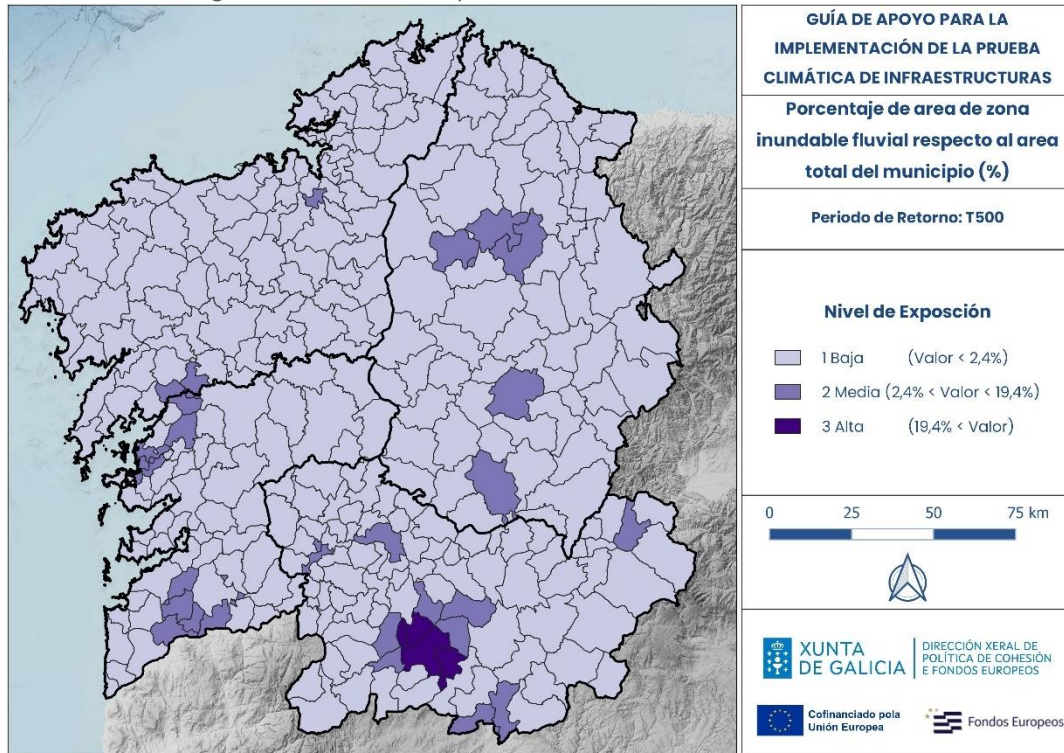 GUÍA DE APOYO PARA LA
IMPLEMENTACIÓN DE LA PRUEBA
CLIMÁTICA DE INFRAESTRUCTURAS
Porcentaje de area de zona
inundable fluvial respecto al area
total del municipio (%)
Periodo de Retorno: T500
Nivel de Exposción
1 Baja (Valor < 2,4%)
2 Media (2,4% < Valor < 19,4%)
3 Alta (19,4% < Valor)
0 25 50 75 km
XUNTA
DE GALICIA
DIRECCIÓN XERAL DE
POLÍTICA DE COHESIÓN
E FONDOS EUROPEOS
Cofinanciado pola
Unión Europea
Fondos Europeos